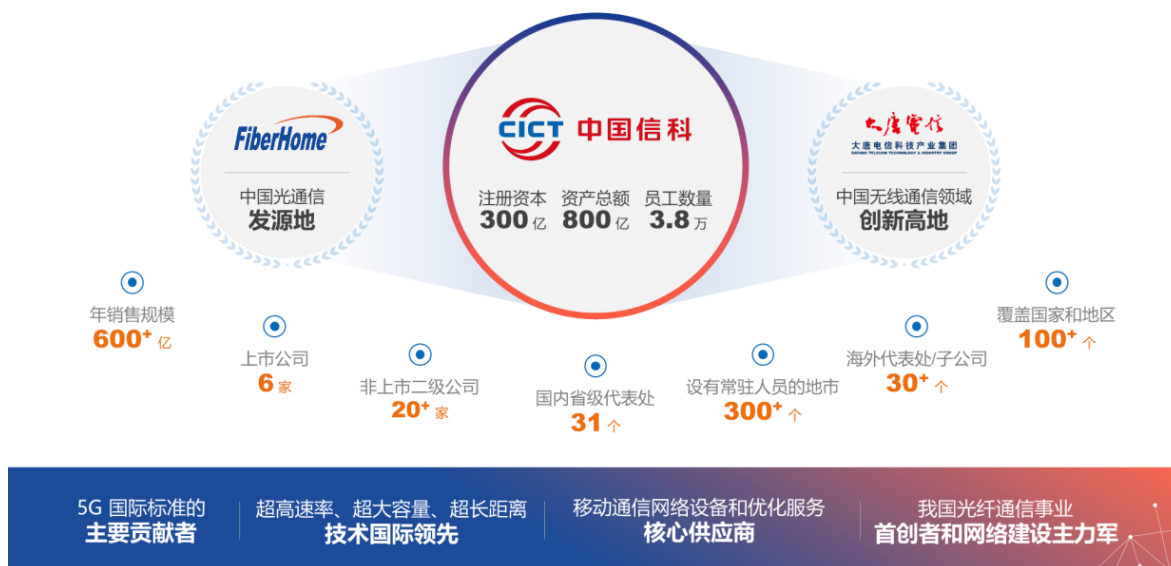 FiberHome
中国光通信
发源地
CICT 中国信科
注册资本 资产总额 员工数量
300 亿 800 亿 3.8 万
大唐电信
大唐电信科技产业集团
DATANG TELECOM TECHNOLOGY & INDUSTRY GROUP
中国无线通信领域
创新高地
年销售规模
600+ 亿
上市公司
6 家
非上市二级公司
20+ 家
国内省级代表处
31 个
设有常驻人员的地市
300+ 个
海外代表处/子公司
30+ 个
覆盖国家和地区
100+ 个
5G 国际标准的
主要贡献者
超高速率、超大容量、超长距离
技术国际领先
移动通信网络设备和优化服务
核心供应商
我国光纤通信事业
首创者和网络建设主力军